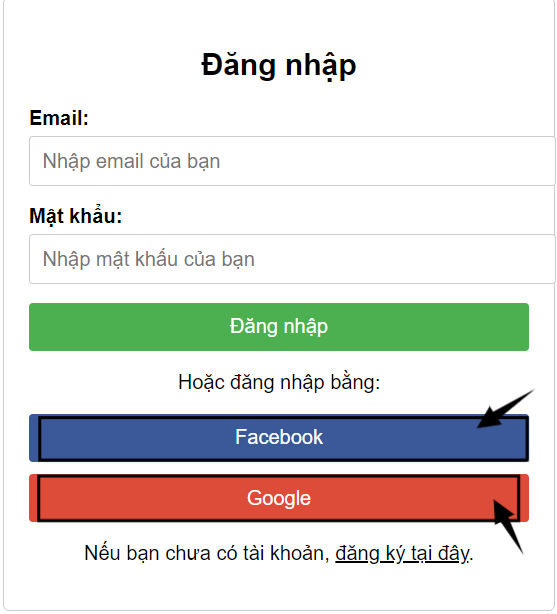 Đăng nhập
Email:
Nhập email của bạn
Mật khẩu:
Nhập mật khấu của bạn
Đăng nhập
Hoặc đăng nhập bằng:
Facebook
Google
Nếu bạn chưa có tài khoản, đăng ký tại đây.